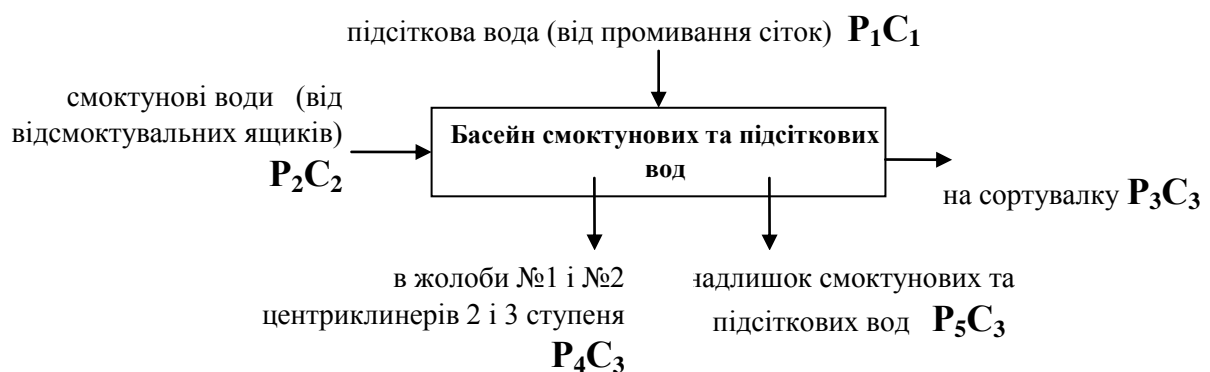 підсіткова вода (від промивання сіток) P₁C₁
смоктунові води (від
відсмоктувальних ящиків)
P₂C₂
Басейн смоктунових та підсіткових
вод
на сортувалку P₃C₃
в жолоби №1 і №2
центриклинерів 2 і 3 ступеня
P₄C₃
надлишок смоктунових та
підсіткових вод P₅C₃